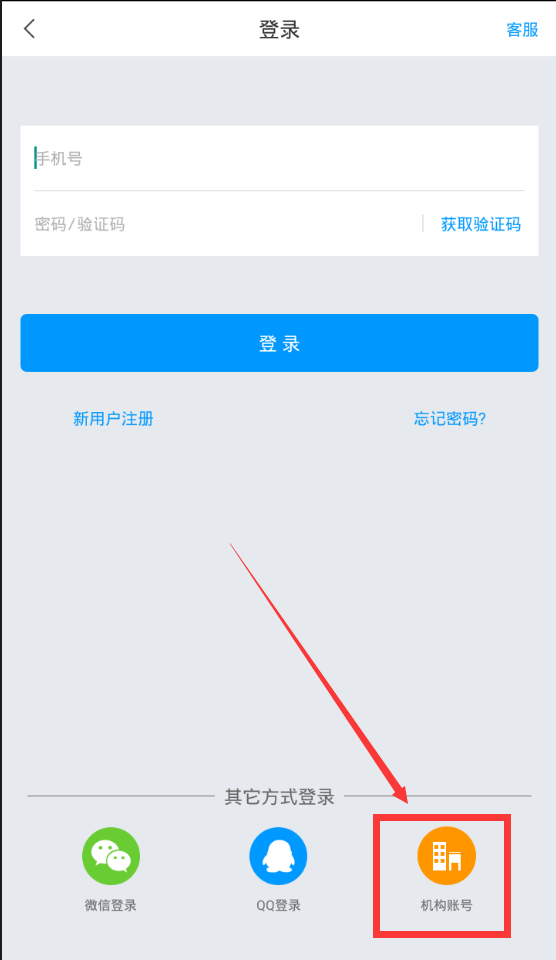 登录
客服
手机号
密码/验证码
获取验证码
登 录
新用户注册
忘记密码?
其它方式登录
微信登录
QQ登录
机构账号